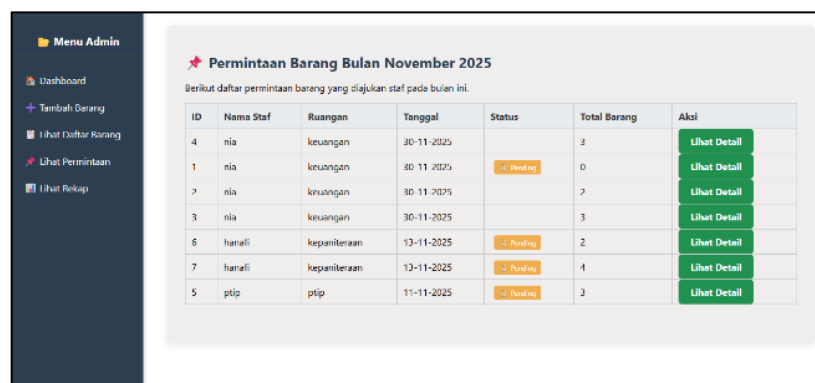 Menu Admin
Dashboard
Tambah Barang
Lihat Daftar Barang
Lihat Permintaan
Lihat Rekap
Permintaan Barang Bulan November 2025
Berikut daftar permintaan barang yang diajukan staf pada bulan ini.
ID Nama Staf Ruangan Tanggal Status Total Barang Aksi
4 nia keuangan 30-11-2025 3 Lihat Detail
1 nia keuangan 30-11-2025 Pending 0 Lihat Detail
2 nia keuangan 30-11-2025 2 Lihat Detail
3 nia keuangan 30-11-2025 3 Lihat Detail
6 hanafi kepaniteraan 13-11-2025 Pending 2 Lihat Detail
7 hanafi kepaniteraan 13-11-2025 Pending 4 Lihat Detail
5 ptip ptip 11-11-2025 Pending 3 Lihat Detail